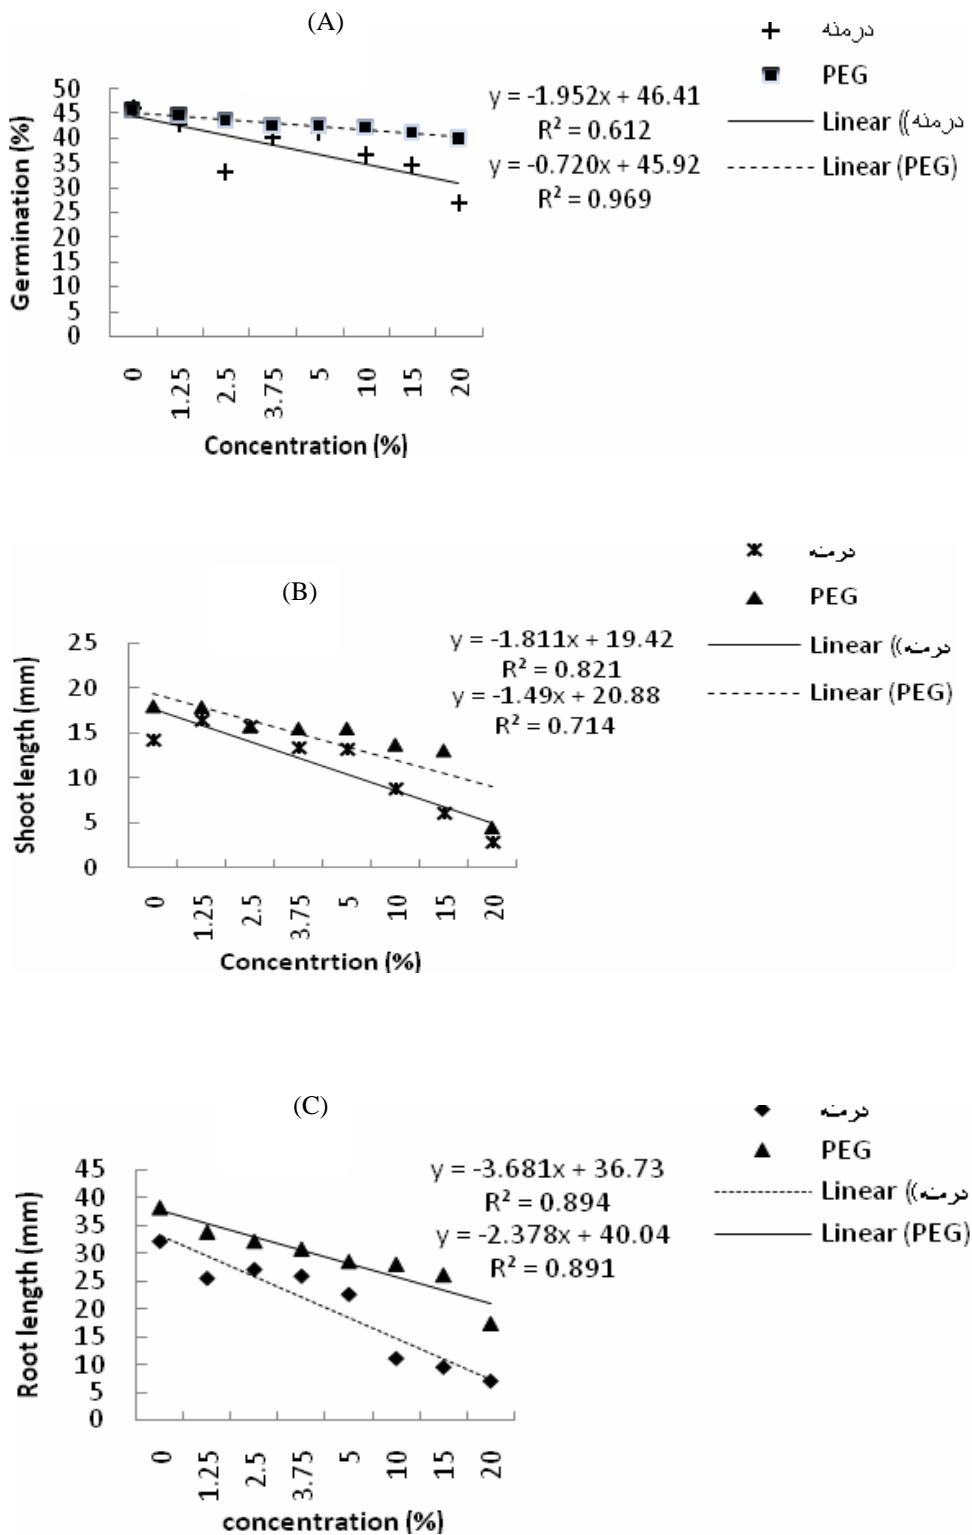 (A)
درمنه
PEG
Linear ((درمنه
Linear (PEG)
y = -1.952x + 46.41
R² = 0.612
y = -0.720x + 45.92
R² = 0.969
Germination (%)
50
45
40
35
30
25
20
15
10
5
0
0
1.25
2.5
3.75
5
10
15
20
Concentration (%)
درمنه
(B)
PEG
Linear ((درمنه
Linear (PEG)
y = -1.811x + 19.42
R² = 0.821
y = -1.49x + 20.88
R² = 0.714
Shoot length (mm)
25
20
15
10
5
0
0
1.25
2.5
3.75
5
10
15
20
Concentrtion (%)
(C)
درمنه
PEG
Linear ((درمنه
Linear (PEG)
y = -3.681x + 36.73
R² = 0.894
y = -2.378x + 40.04
R² = 0.891
Root length (mm)
45
40
35
30
25
20
15
10
5
0
0
1.25
2.5
3.75
5
10
15
20
concentration (%)